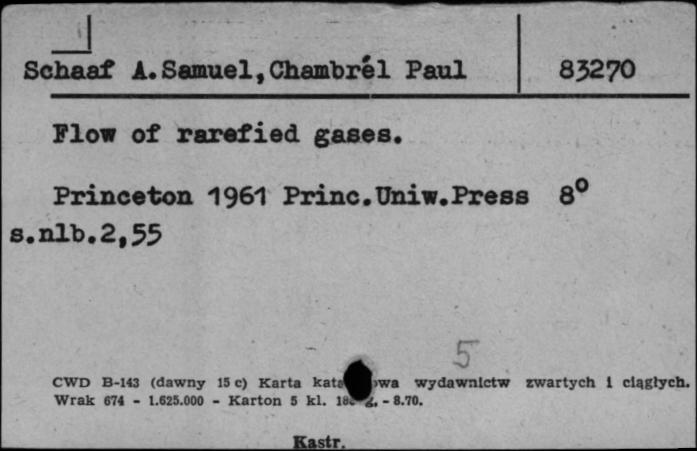 Schaaf A.Samuel,Chambrél Paul 83270
Flow of rarefied gases.
Princeton 1961 Princ.Uniw.Press 8°
s.nlb.2,55
5
CWD B-143 (dawny 15 c) Karta wydawnictw zwartych i ciągłych.
Wrak 674 - 1.625.000 - Karton 5 kl. - 8.70.
Kastr.